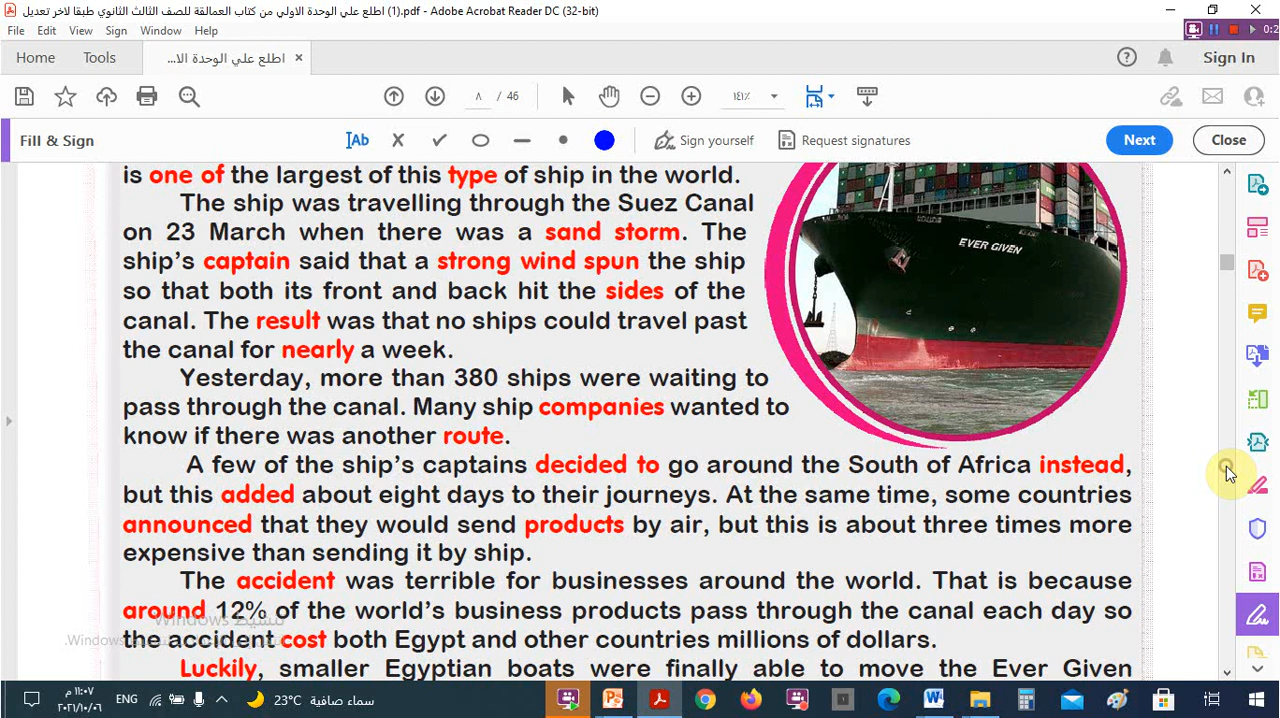 اطلع علي الوحدة الاولي من كتاب العمالقة للصف الثالث الثانوي طبقا لاخر تعديل (1).pdf - Adobe Acrobat Reader DC (32-bit)
File Edit View Sign Window Help
0:2
Home Tools اطلع علي الوحدة الا... × Sign In
٨ / 46 ١٤١٪
Fill & Sign Ab Sign yourself Request signatures Next Close
is one of the largest of this type of ship in the world.
The ship was travelling through the Suez Canal
on 23 March when there was a sand storm. The
ship's captain said that a strong wind spun the ship
so that both its front and back hit the sides of the
canal. The result was that no ships could travel past
the canal for nearly a week.
EVER GIVEN
Yesterday, more than 380 ships were waiting to
pass through the canal. Many ship companies wanted to
know if there was another route.
A few of the ship's captains decided to go around the South of Africa instead,
but this added about eight days to their journeys. At the same time, some countries
announced that they would send products by air, but this is about three times more
expensive than sending it by ship.
The accident was terrible for businesses around the world. That is because
around 12% of the world's business products pass through the canal each day so
تنشيط Windows
the accident cost both Egypt and other countries millions of dollars.
Windows.
Luckily, smaller Egyptian boats were finally able to move the Ever Given
١١:٠٧ م
٢٠٢١/١٠/٠٦
ENG
23°C سماء صافية